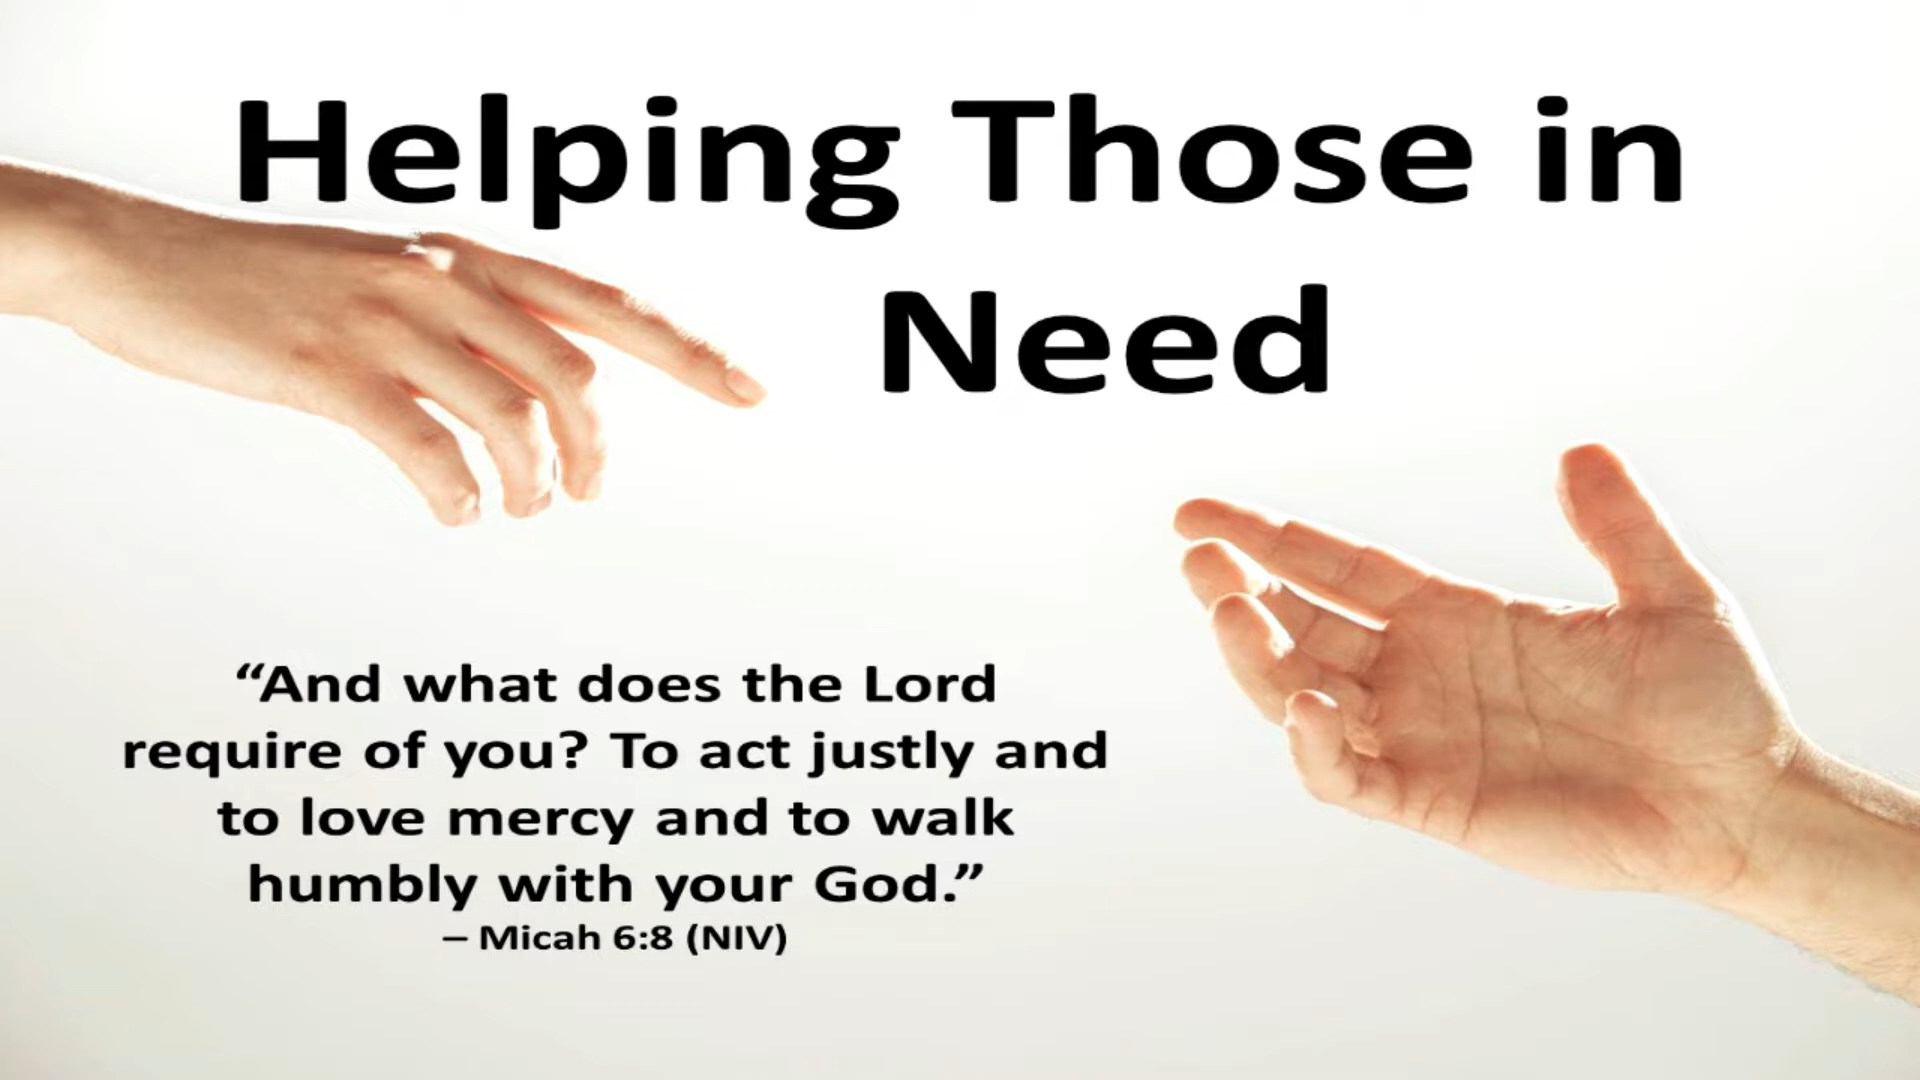 Helping Those in
Need
“And what does the Lord
require of you? To act justly and
to love mercy and to walk
humbly with your God.”
– Micah 6:8 (NIV)